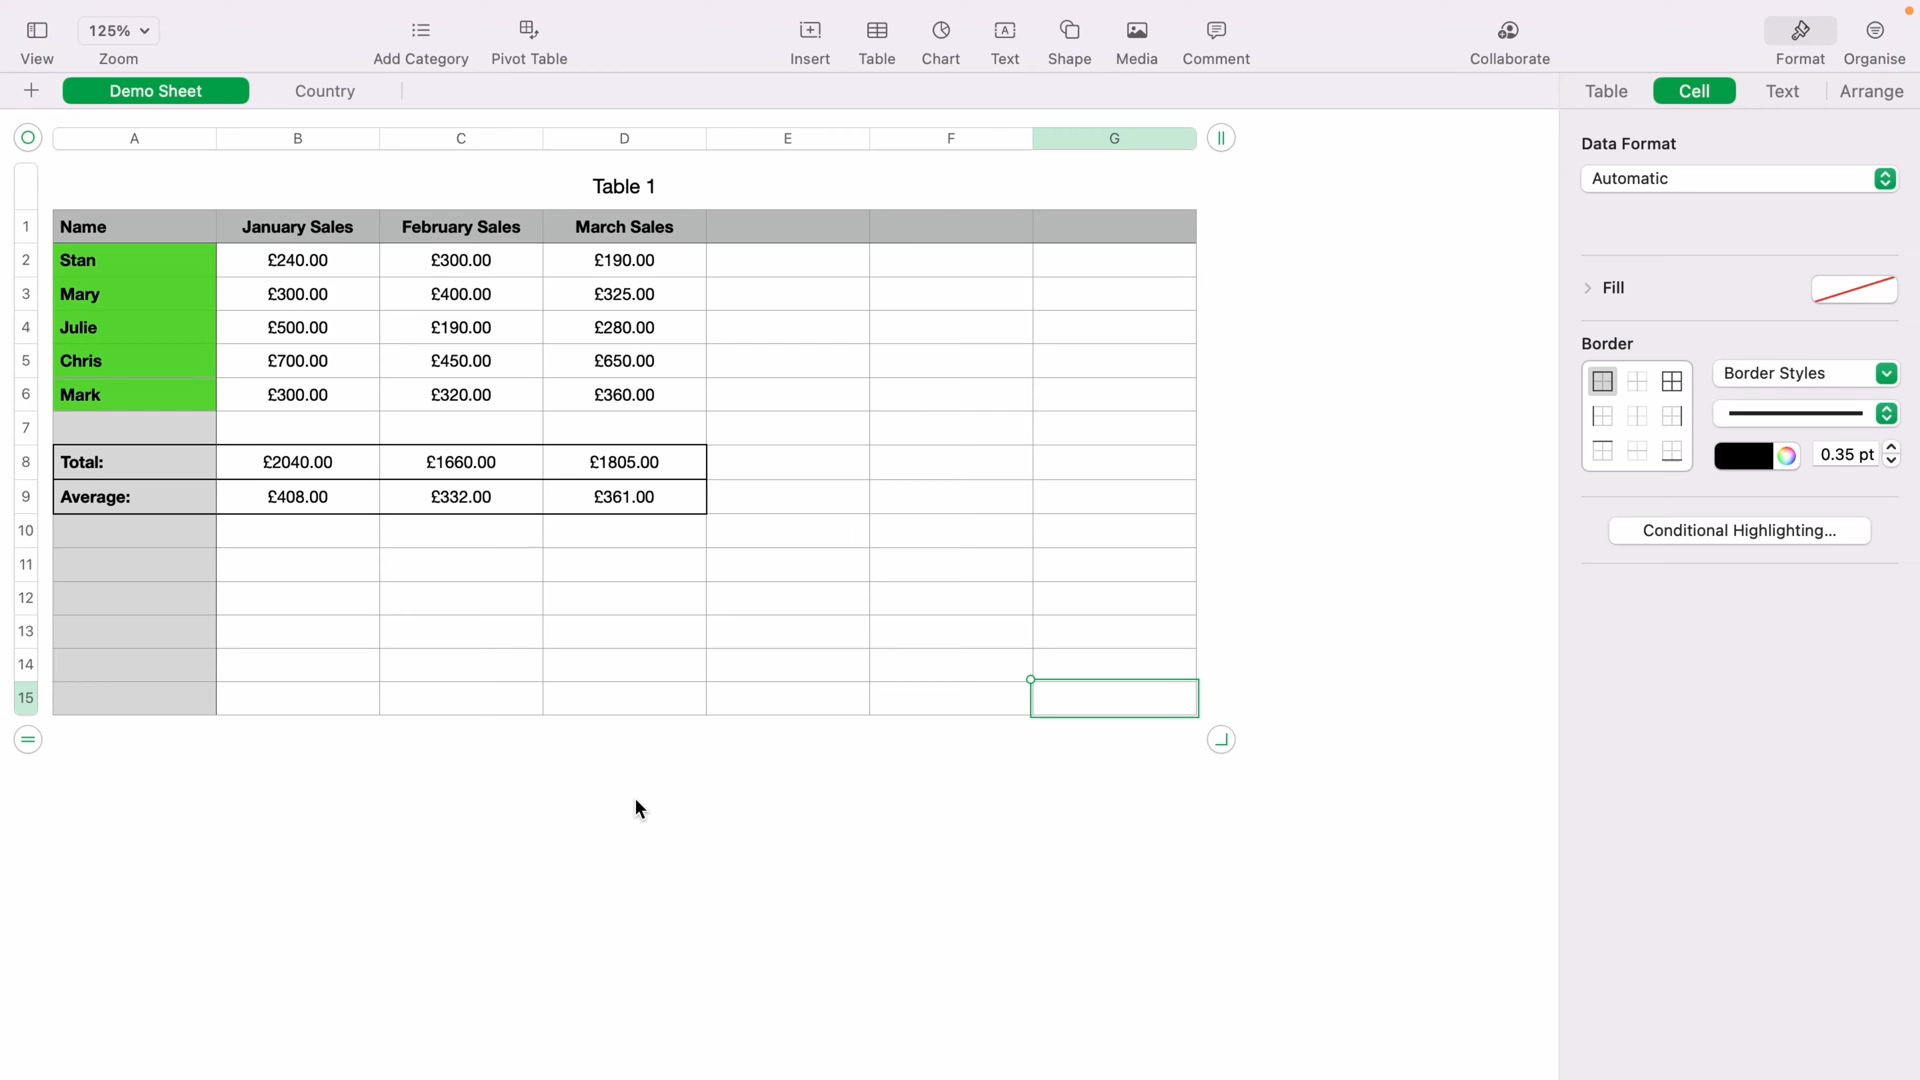 125%
View Zoom Add Category Pivot Table Insert Table Chart Text Shape Media Comment Collaborate Format Organise
Demo Sheet Country Table Cell Text Arrange
A B C D E F G
Table 1
1 Name January Sales February Sales March Sales
2 Stan £240.00 £300.00 £190.00
3 Mary £300.00 £400.00 £325.00
4 Julie £500.00 £190.00 £280.00
5 Chris £700.00 £450.00 £650.00
6 Mark £300.00 £320.00 £360.00
7
8 Total: £2040.00 £1660.00 £1805.00
9 Average: £408.00 £332.00 £361.00
10
11
12
13
14
15
Data Format
Automatic
Fill
Border
Border Styles
0.35 pt
Conditional Highlighting...